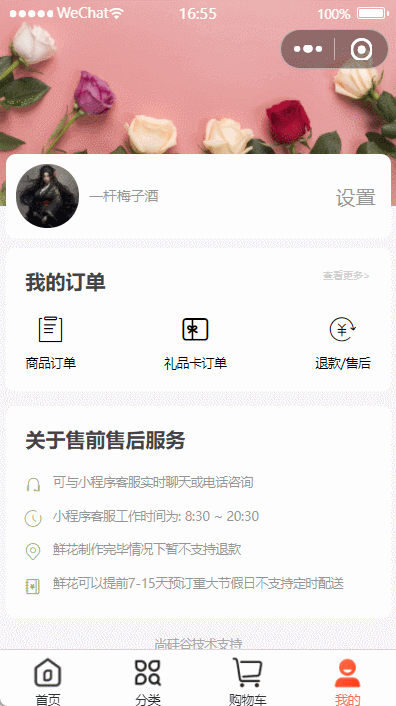 WeChat 16:55 100%
一杆梅子酒 设置
我的订单 查看更多>
商品订单 礼品卡订单 退款/售后
关于售前售后服务
可与小程序客服实时聊天或电话咨询
小程序客服工作时间为: 8:30 ~ 20:30
鲜花制作完毕情况下暂不支持退款
鲜花可以提前7-15天预订重大节假日不支持定时配送
尚硅谷技术支持
首页 分类 购物车 我的